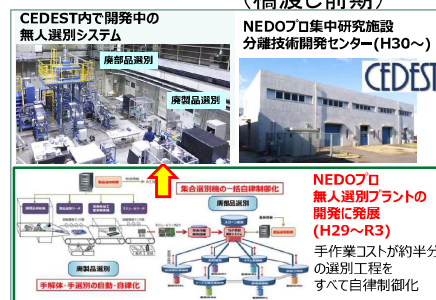 (橋渡し前期)
CEDEST内で開発中の
無人選別システム
廃部品選別
廃製品選別
NEDOプロ集中研究施設
分離技術開発センター(H30～)
CEDEST
集合選別機の一括自律制御化
廃部品選別
廃製品選別
手解体・手選別の自動・自律化
NEDOプロ
無人選別プラントの
開発に発展
(H29～R3)
手作業コストが約半分
の選別工程を
すべて自律制御化